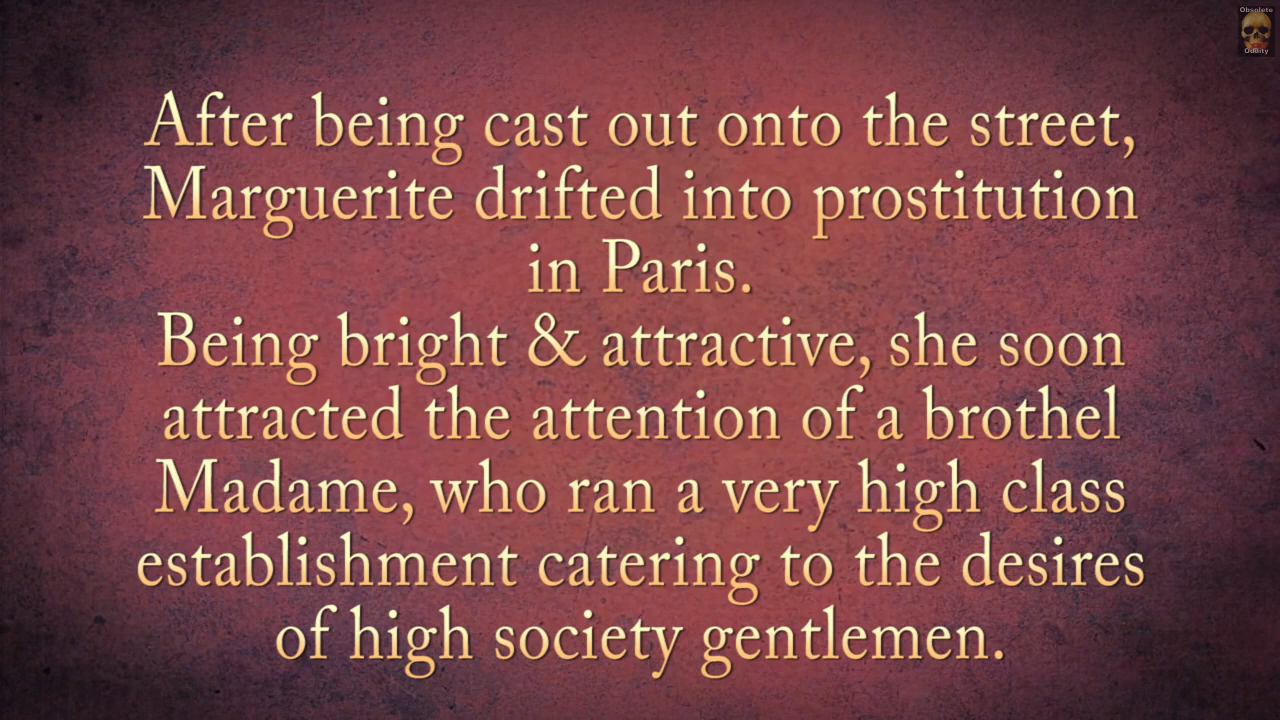 Obsolete
Oddity
After being cast out onto the street,
Marguerite drifted into prostitution
in Paris.
Being bright & attractive, she soon
attracted the attention of a brothel
Madame, who ran a very high class
establishment catering to the desires
of high society gentlemen.